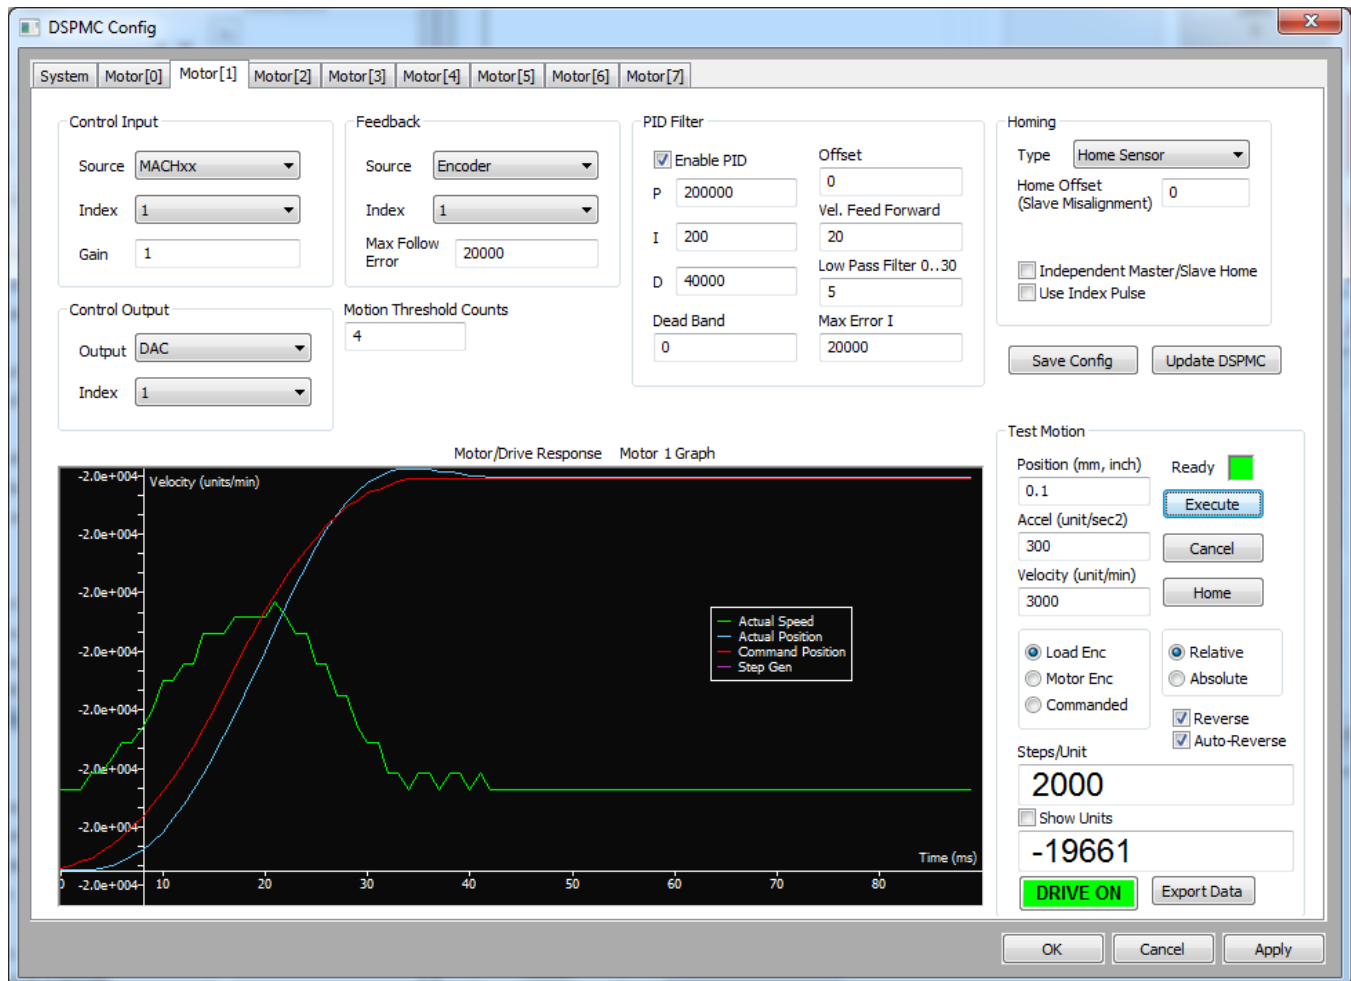 DSPMC Config
System Motor[0] Motor[1] Motor[2] Motor[3] Motor[4] Motor[5] Motor[6] Motor[7]
Control Input
Source MACHxx
Index 1
Gain 1
Control Output
Output DAC
Index 1
Feedback
Source Encoder
Index 1
Max Follow
Error 20000
Motion Threshold Counts
4
PID Filter
Enable PID
P 200000
I 200
D 40000
Dead Band
0
Offset
0
Vel. Feed Forward
20
Low Pass Filter 0..30
5
Max Error I
20000
Homing
Type Home Sensor
Home Offset
(Slave Misalignment) 0
Independent Master/Slave Home
Use Index Pulse
Save Config Update DSPMC
Motor/Drive Response Motor 1 Graph
Velocity (units/min)
-2.0e+004
-2.0e+004
-2.0e+004
-2.0e+004
-2.0e+004
-2.0e+004
-2.0e+004
-2.0e+004
Actual Speed
Actual Position
Command Position
Step Gen
Time (ms)
0 10 20 30 40 50 60 70 80
Test Motion
Position (mm, inch) Ready
0.1
Execute
Accel (unit/sec2)
300
Cancel
Velocity (unit/min)
3000
Home
Load Enc
Motor Enc
Commanded
Relative
Absolute
Reverse
Auto-Reverse
Steps/Unit
2000
Show Units
-19661
DRIVE ON Export Data
OK Cancel Apply